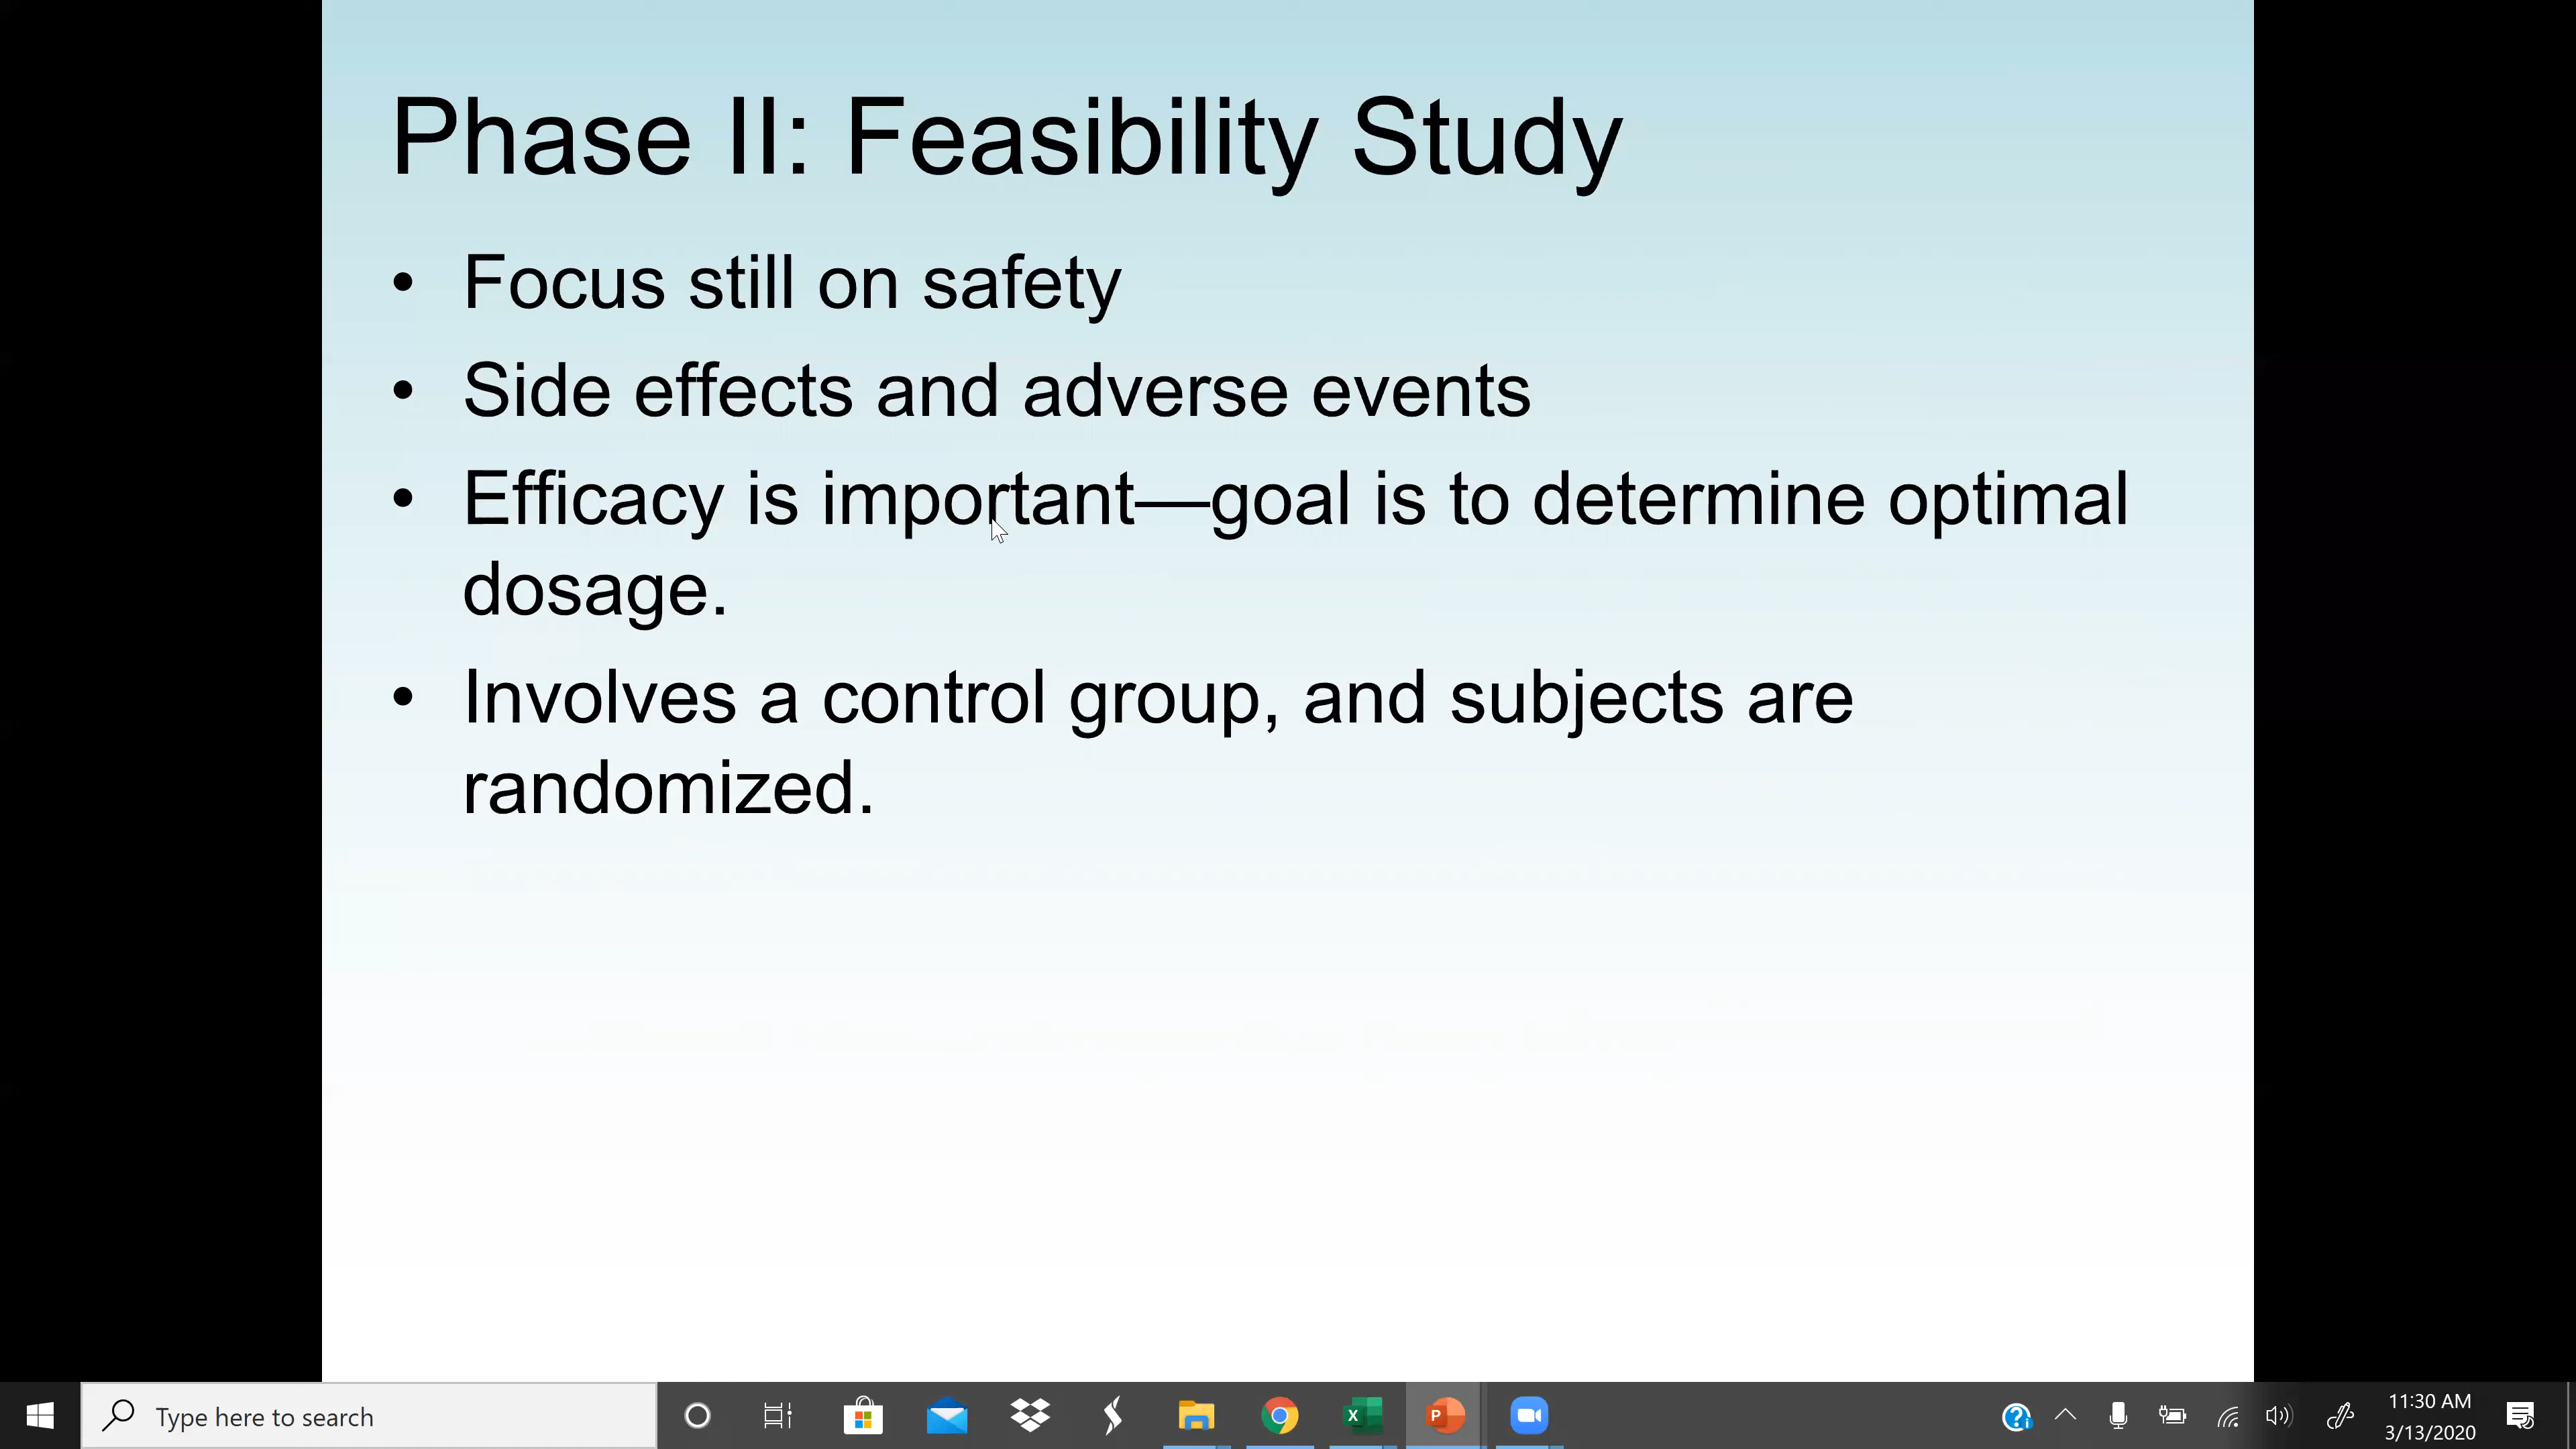 Phase II: Feasibility Study
• Focus still on safety
• Side effects and adverse events
• Efficacy is important—goal is to determine optimal
dosage.
• Involves a control group, and subjects are
randomized.
Type here to search
11:30 AM
3/13/2020